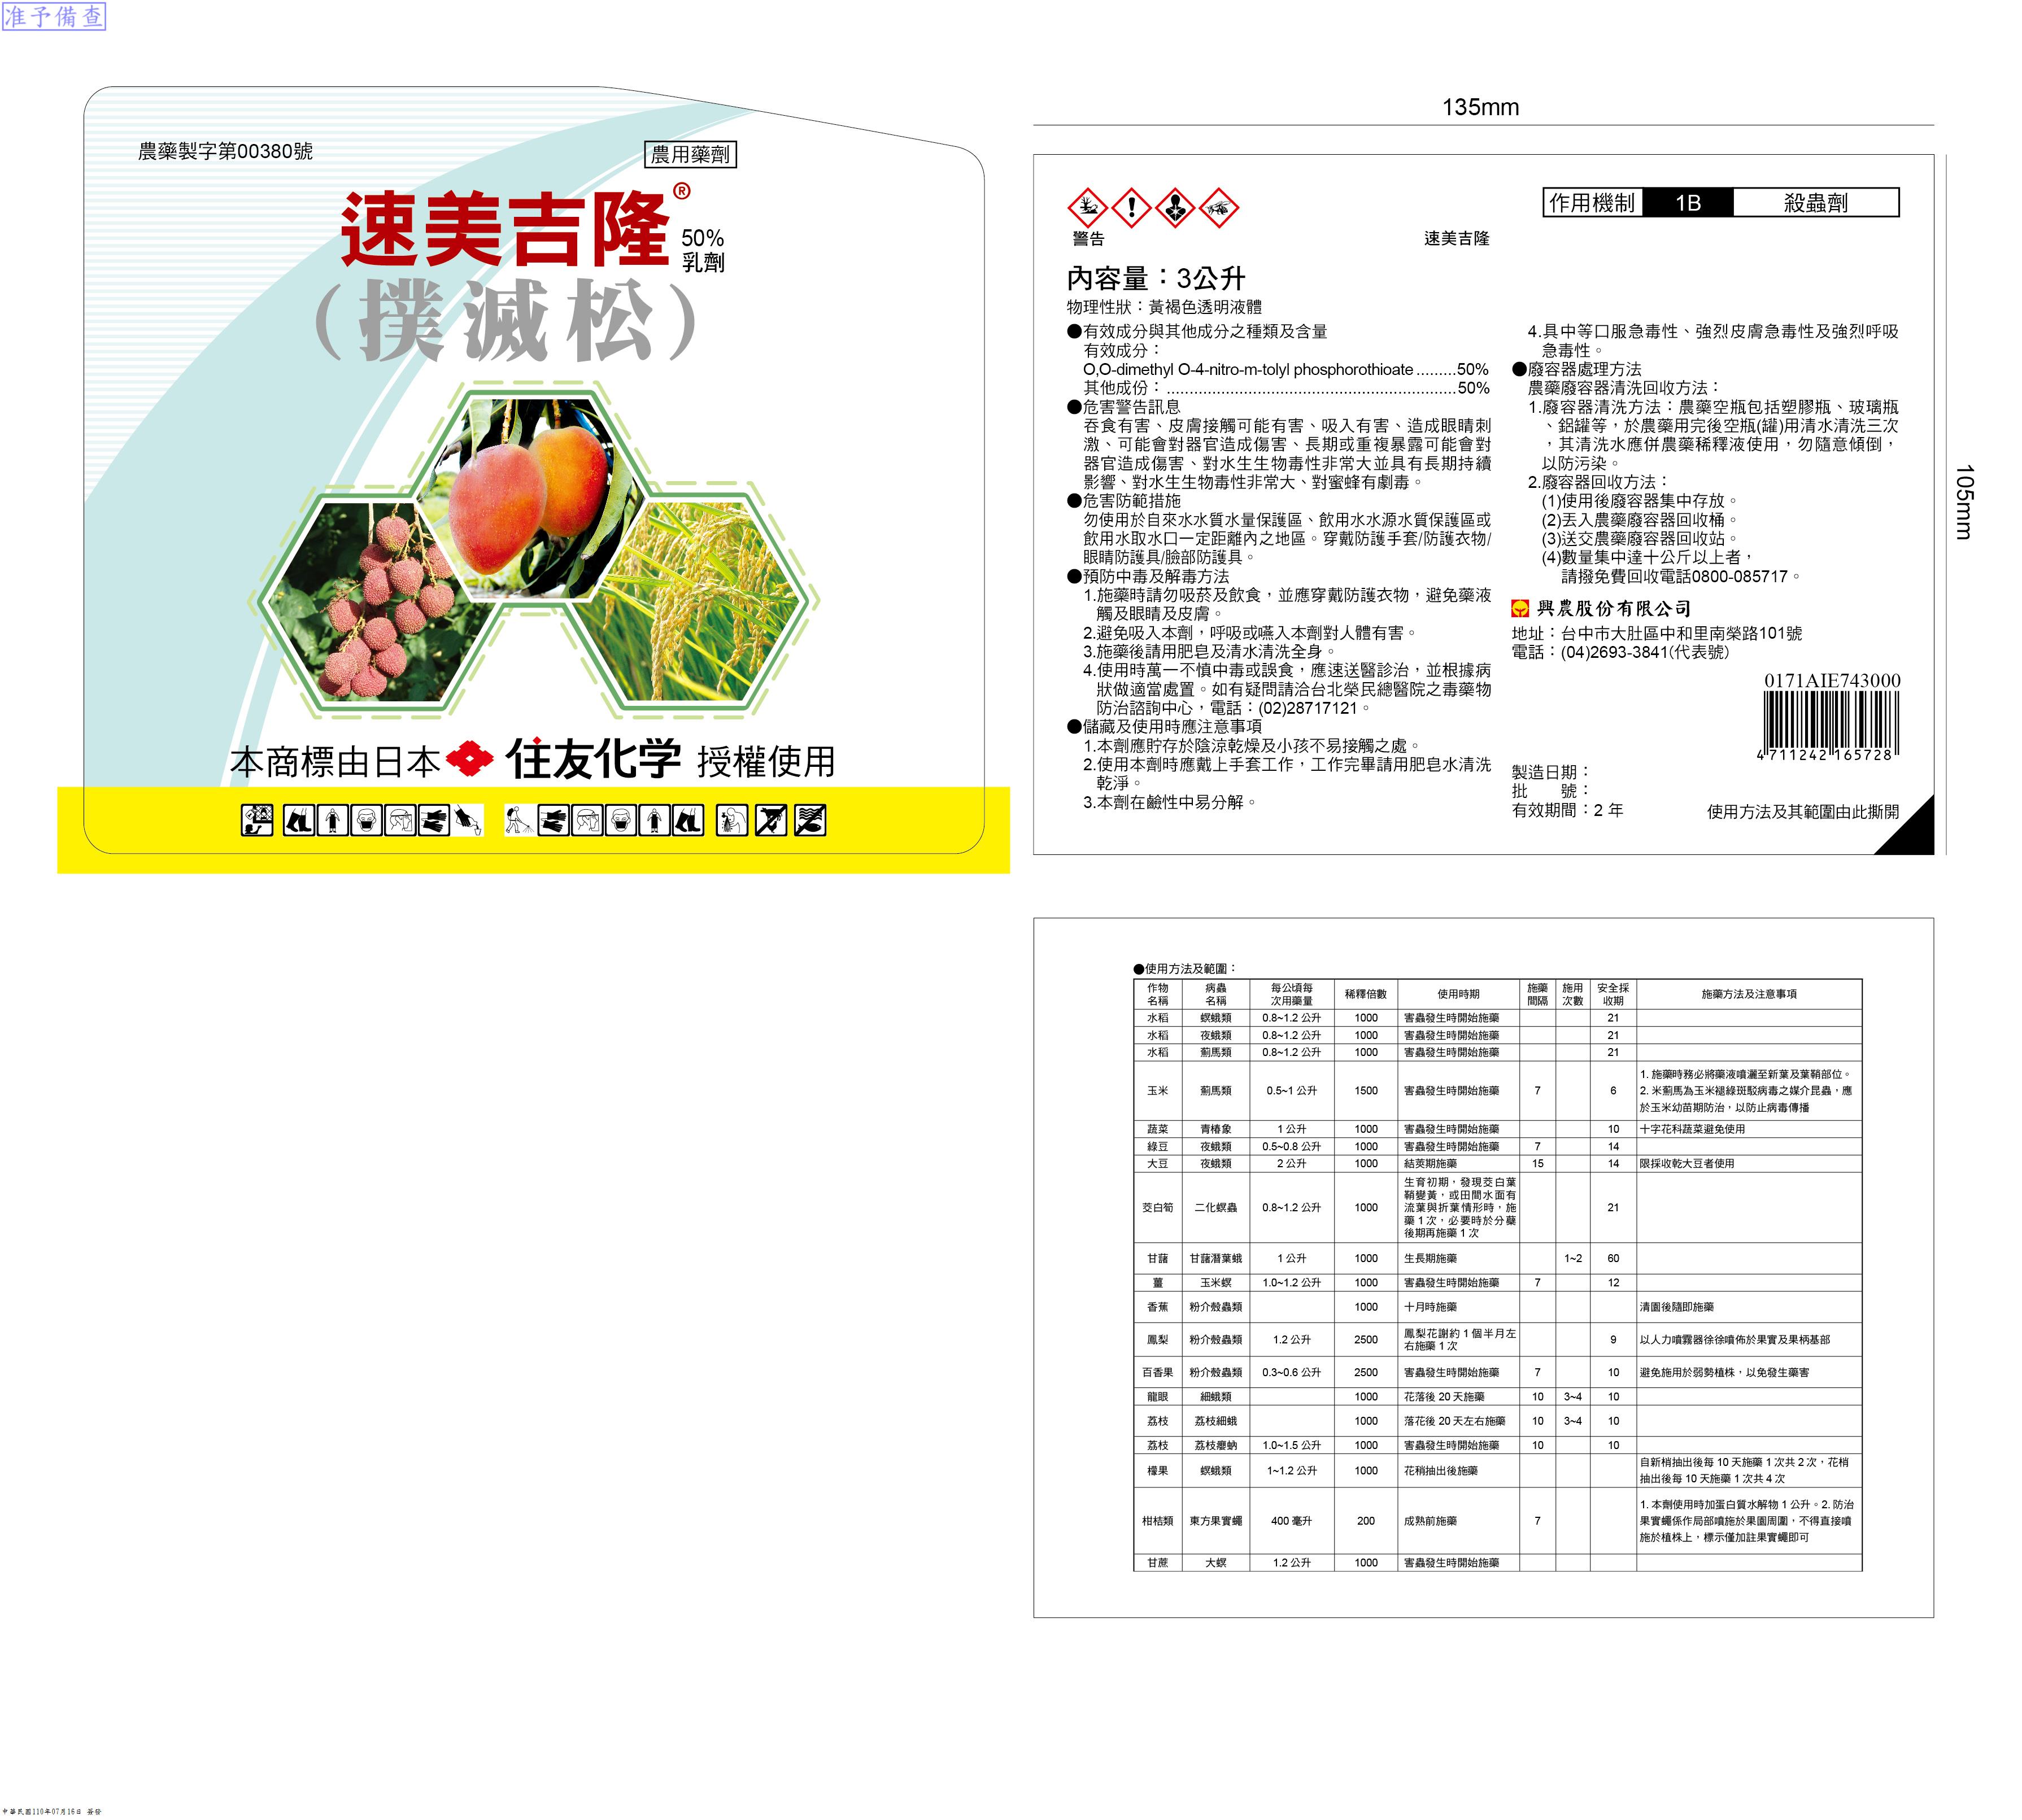 准予備查
農藥製字第00380號
農用藥劑
速美吉隆®
50%
乳劑
(撲滅松)
本商標由日本 住友化学 授權使用
135mm
105mm
警告
速美吉隆
作用機制 1B 殺蟲劑
內容量：3公升
物理性狀：黃褐色透明液體
●有效成分與其他成分之種類及含量
有效成分：
O,O-dimethyl O-4-nitro-m-tolyl phosphorothioate.........50%
其他成份：................................................................50%
●危害警告訊息
吞食有害、皮膚接觸可能有害、吸入有害、造成眼睛刺
激、可能會對器官造成傷害、長期或重複暴露可能會對
器官造成傷害、對水生生物毒性非常大並具有長期持續
影響、對水生生物毒性非常大、對蜜蜂有劇毒。
●危害防範措施
勿使用於自來水水質水量保護區、飲用水水源水質保護區或
飲用水取水口一定距離內之地區。穿戴防護手套/防護衣物/
眼睛防護具/臉部防護具。
●預防中毒及解毒方法
1.施藥時請勿吸菸及飲食，並應穿戴防護衣物，避免藥液
觸及眼睛及皮膚。
2.避免吸入本劑，呼吸或嚥入本劑對人體有害。
3.施藥後請用肥皂及清水清洗全身。
4.使用時萬一不慎中毒或誤食，應速送醫診治，並根據病
狀做適當處置。如有疑問請洽台北榮民總醫院之毒藥物
防治諮詢中心，電話：(02)28717121。
●儲藏及使用時應注意事項
1.本劑應貯存於陰涼乾燥及小孩不易接觸之處。
2.使用本劑時應戴上手套工作，工作完畢請用肥皂水清洗
乾淨。
3.本劑在鹼性中易分解。
4.具中等口服急毒性、強烈皮膚急毒性及強烈呼吸
急毒性。
●廢容器處理方法
農藥廢容器清洗回收方法：
1.廢容器清洗方法：農藥空瓶包括塑膠瓶、玻璃瓶
、鋁罐等，於農藥用完後空瓶(罐)用清水清洗三次
，其清洗水應併農藥稀釋液使用，勿隨意傾倒，
以防污染。
2.廢容器回收方法：
(1)使用後廢容器集中存放。
(2)丟入農藥廢容器回收桶。
(3)送交農藥廢容器回收站。
(4)數量集中達十公斤以上者，
請撥免費回收電話0800-085717。
興農股份有限公司
地址：台中市大肚區中和里南榮路101號
電話：(04)2693-3841(代表號)
0171AIE743000
4711242165728
製造日期：
批 號：
有效期間：2 年
使用方法及其範圍由此撕開
●使用方法及範圍：
作物名稱 病蟲名稱 每公頃每次用藥量 稀釋倍數 使用時期 施藥間隔 施用次數 安全採收期 施藥方法及注意事項
水稻 螟蛾類 0.8~1.2 公升 1000 害蟲發生時開始施藥 21
水稻 夜蛾類 0.8~1.2 公升 1000 害蟲發生時開始施藥 21
水稻 薊馬類 0.8~1.2 公升 1000 害蟲發生時開始施藥 21
玉米 薊馬類 0.5~1 公升 1500 害蟲發生時開始施藥 7 6 1. 施藥時務必將藥液噴灑至新葉及葉鞘部位。2. 米薊馬為玉米褪綠斑駁病毒之媒介昆蟲，應於玉米幼苗期防治，以防止病毒傳播
蔬菜 青椿象 1 公升 1000 害蟲發生時開始施藥 10 十字花科蔬菜避免使用
綠豆 夜蛾類 0.5~0.8 公升 1000 害蟲發生時開始施藥 7 14
大豆 夜蛾類 2 公升 1000 結莢期施藥 15 14 限採收乾大豆者使用
茭白筍 二化螟蟲 0.8~1.2 公升 1000 生育初期，發現茭白葉鞘變黃，或田間水面有流葉與折葉情形時，施藥 1 次，必要時於分蘗後期再施藥 1 次 21
甘藷 甘藷潛葉蛾 1 公升 1000 生長期施藥 1~2 60
薑 玉米螟 1.0~1.2 公升 1000 害蟲發生時開始施藥 7 12
香蕉 粉介殼蟲類 1000 十月時施藥 清園後隨即施藥
鳳梨 粉介殼蟲類 1.2 公升 2500 鳳梨花謝約 1 個半月左右施藥 1 次 9 以人力噴霧器徐徐噴佈於果實及果柄基部
百香果 粉介殼蟲類 0.3~0.6 公升 2500 害蟲發生時開始施藥 7 10 避免施用於弱勢植株，以免發生藥害
龍眼 細蛾類 1000 花落後 20 天施藥 10 3~4 10
荔枝 荔枝細蛾 1000 落花後 20 天左右施藥 10 3~4 10
荔枝 荔枝癭蚋 1.0~1.5 公升 1000 害蟲發生時開始施藥 10 10
檬果 螟蛾類 1~1.2 公升 1000 花稍抽出後施藥 自新梢抽出後每 10 天施藥 1 次共 2 次，花梢抽出後每 10 天施藥 1 次共 4 次
柑桔類 東方果實蠅 400 毫升 200 成熟前施藥 7 1. 本劑使用時加蛋白質水解物 1 公升。2. 防治果實蠅係作局部噴施於果園周圍，不得直接噴施於植株上，標示僅加註果實蠅即可
甘蔗 大螟 1.2 公升 1000 害蟲發生時開始施藥
中華民國110年07月16日 簽發